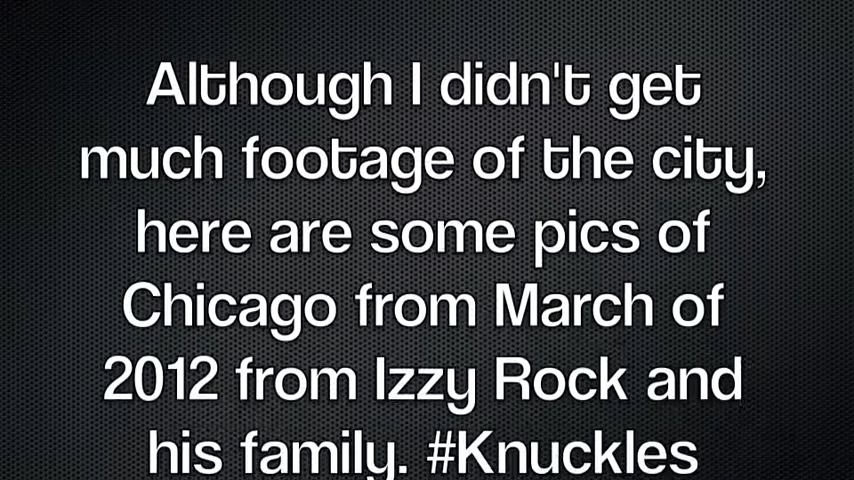 Although I didn't get
much footage of the city,
here are some pics of
Chicago from March of
2012 from Izzy Rock and
his family. #Knuckles